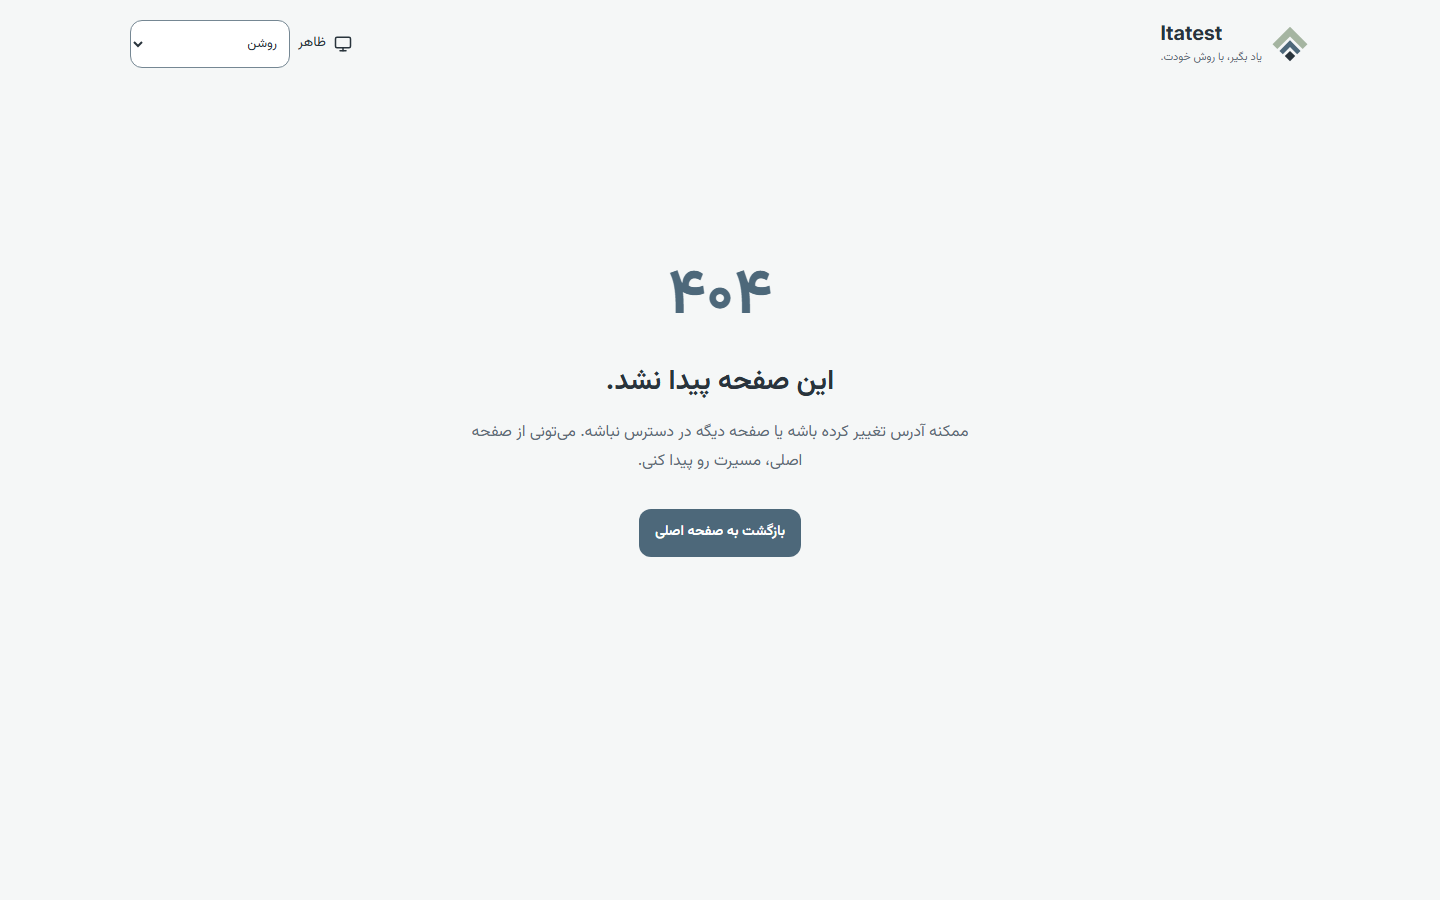 Itatest
یاد بگیر، با روش خودت.
ظاهر
روشن
۴۰۴
این صفحه پیدا نشد.
ممکنه آدرس تغییر کرده باشه یا صفحه دیگه در دسترس نباشه. می‌تونی از صفحه
اصلی، مسیرت رو پیدا کنی.
بازگشت به صفحه اصلی